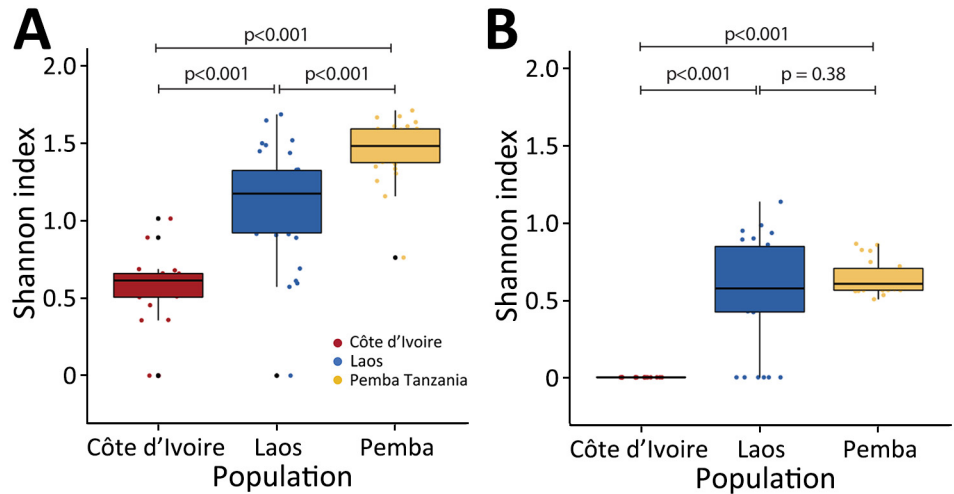 A
p<0.001
p<0.001 p<0.001
2.0
1.5
1.0
0.5
0
Shannon index
Côte d’Ivoire
Laos
Pemba Tanzania
Côte d’Ivoire Laos Pemba
Population
B
p<0.001
p<0.001 p = 0.38
2.0
1.5
1.0
0.5
0
Shannon index
Côte d’Ivoire Laos Pemba
Population